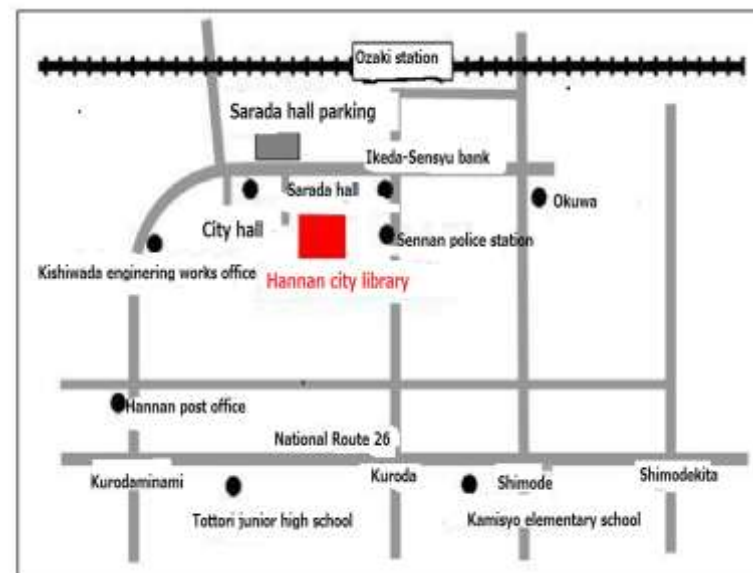 Ozaki station
Sarada hall parking
Ikeda-Sensyu bank
Sarada hall
Okuwa
City hall
Sennan police station
Kishiwada enginering works office
Hannan city library
Hannan post office
National Route 26
Kurodaminami
Kuroda
Shimode
Shimodekita
Tottori junior high school
Kamisyo elementary school